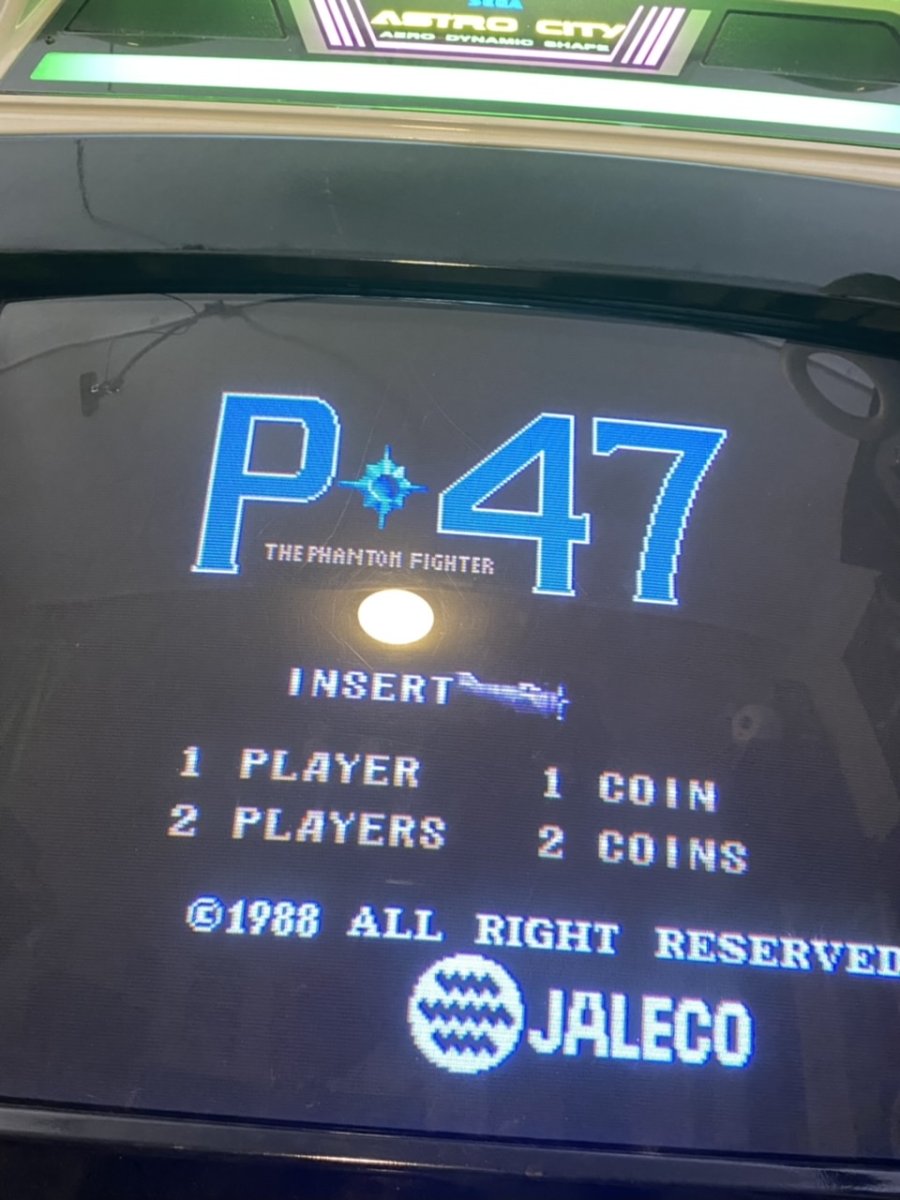 SEGA
ASTRO CITY
AERO DYNAMIC SHAPE
P·47
THE PHANTOM FIGHTER
INSERT
1 PLAYER 1 COIN
2 PLAYERS 2 COINS
©1988 ALL RIGHT RESERVED
JALECO